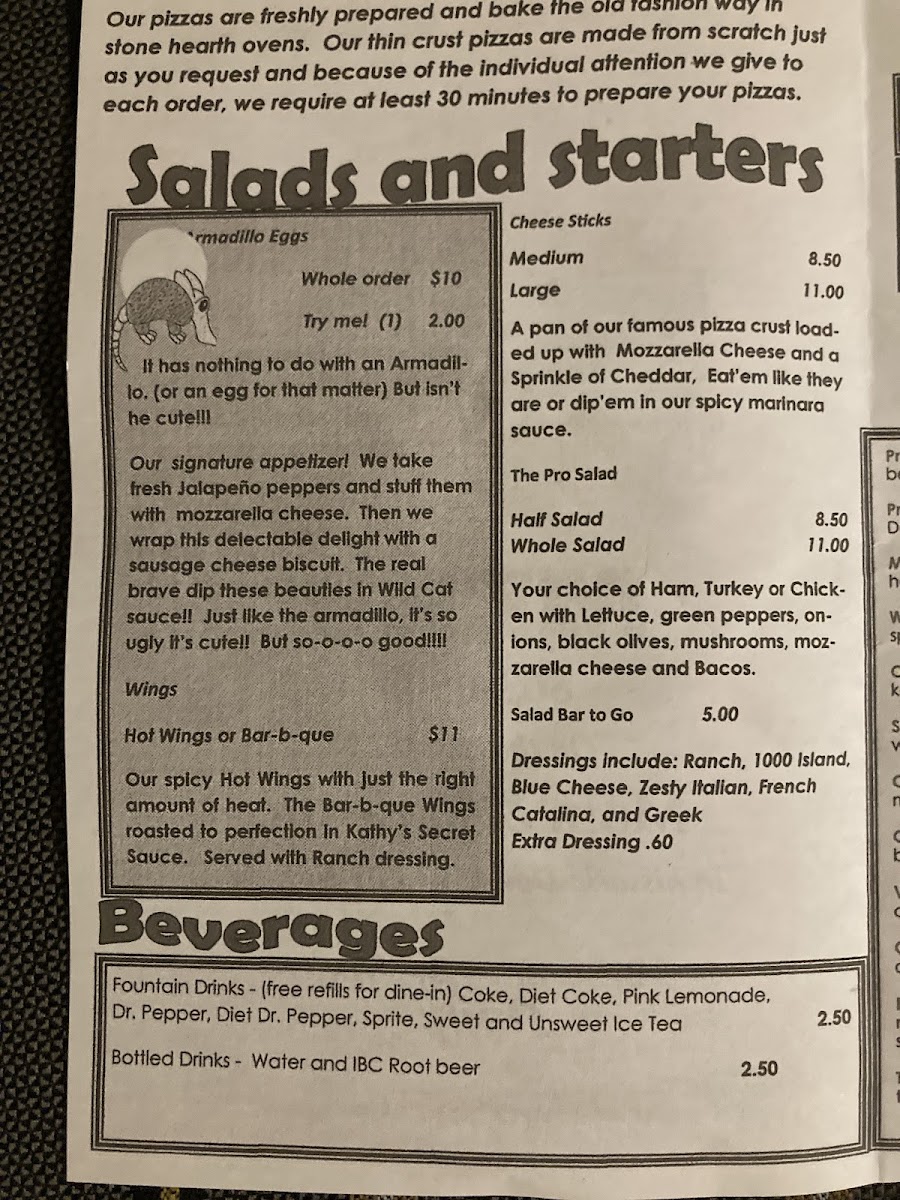 Our pizzas are freshly prepared and bake the old fashion way in
stone hearth ovens. Our thin crust pizzas are made from scratch just
as you request and because of the individual attention we give to
each order, we require at least 30 minutes to prepare your pizzas.
Salads and starters
Armadillo Eggs
Whole order $10
Try me! (1) 2.00
It has nothing to do with an Armadil-
lo. (or an egg for that matter) But isn't
he cute!!!
Our signature appetizer! We take
fresh Jalapeño peppers and stuff them
with mozzarella cheese. Then we
wrap this delectable delight with a
sausage cheese biscuit. The real
brave dip these beauties in Wild Cat
sauce!! Just like the armadillo, it's so
ugly it's cute!! But so-o-o-o good!!!!
Wings
Hot Wings or Bar-b-que $11
Our spicy Hot Wings with just the right
amount of heat. The Bar-b-que Wings
roasted to perfection in Kathy's Secret
Sauce. Served with Ranch dressing.
Cheese Sticks
Medium 8.50
Large 11.00
A pan of our famous pizza crust load-
ed up with Mozzarella Cheese and a
Sprinkle of Cheddar, Eat'em like they
are or dip'em in our spicy marinara
sauce.
The Pro Salad
Half Salad 8.50
Whole Salad 11.00
Your choice of Ham, Turkey or Chick-
en with Lettuce, green peppers, on-
ions, black olives, mushrooms, moz-
zarella cheese and Bacos.
Salad Bar to Go 5.00
Dressings include: Ranch, 1000 Island,
Blue Cheese, Zesty Italian, French
Catalina, and Greek
Extra Dressing .60
Beverages
Fountain Drinks - (free refills for dine-in) Coke, Diet Coke, Pink Lemonade,
Dr. Pepper, Diet Dr. Pepper, Sprite, Sweet and Unsweet Ice Tea 2.50
Bottled Drinks - Water and IBC Root beer 2.50